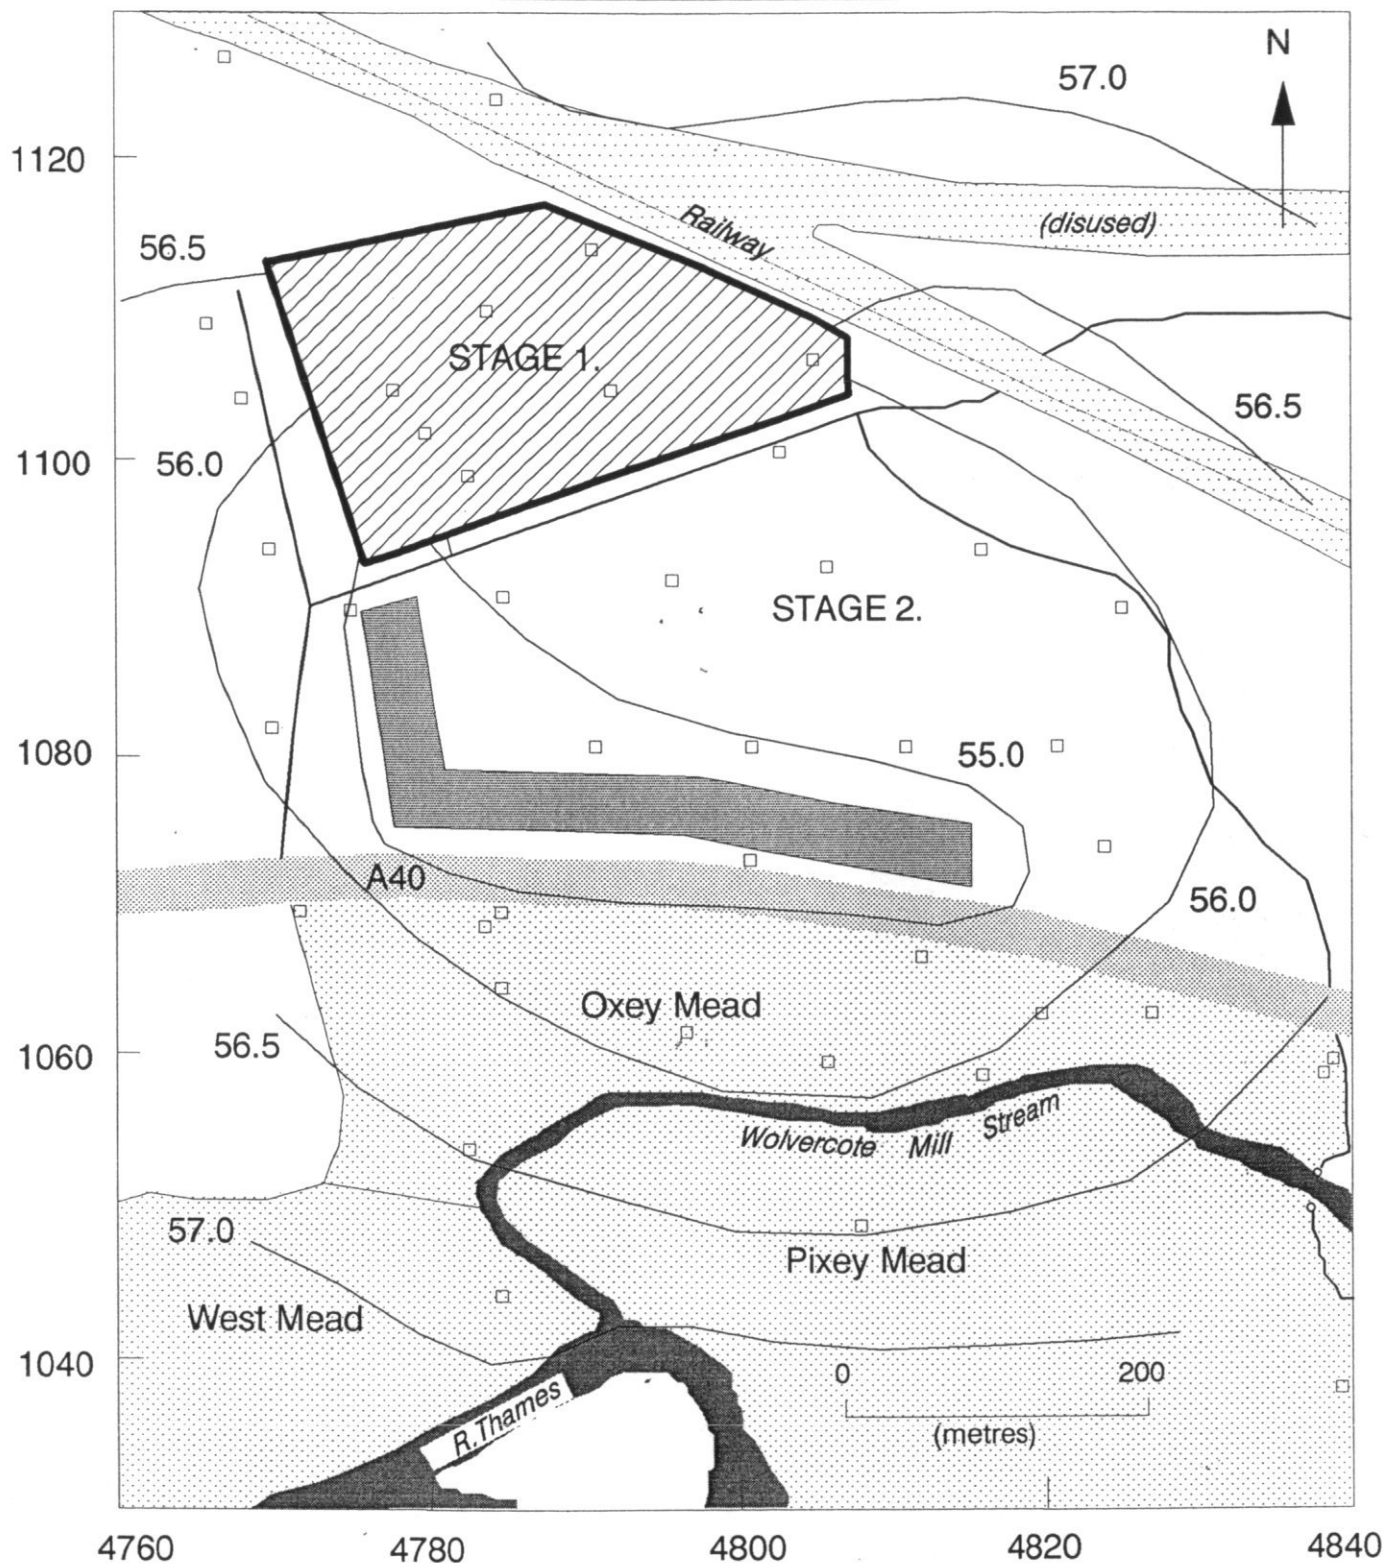 N
57.0
1120
Railway
(disused)
56.5
STAGE 1.
56.5
1100
56.0
STAGE 2.
1080
55.0
A40
56.0
Oxey Mead
1060
56.5
Wolvercote Mill Stream
57.0
Pixey Mead
West Mead
1040
0 200
(metres)
R.Thames
4760 4780 4800 4820 4840